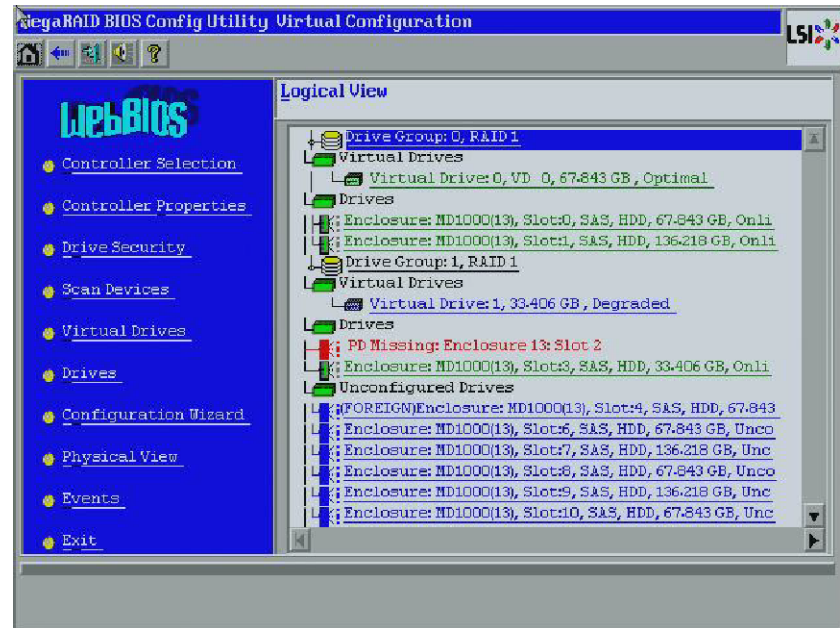 MegaRAID BIOS Config Utility Virtual Configuration
LSI
WebBIOS
Controller Selection
Controller Properties
Drive Security
Scan Devices
Virtual Drives
Drives
Configuration Wizard
Physical View
Events
Exit
Logical View
Drive Group: 0, RAID 1
Virtual Drives
Virtual Drive: 0, VD 0, 67.843 GB, Optimal
Drives
Enclosure: MD1000(13), Slot:0, SAS, HDD, 67.843 GB, Onli
Enclosure: MD1000(13), Slot:1, SAS, HDD, 136.218 GB, Onli
Drive Group: 1, RAID 1
Virtual Drives
Virtual Drive: 1, 33.406 GB, Degraded
Drives
PD Missing: Enclosure 13: Slot 2
Enclosure: MD1000(13), Slot:3, SAS, HDD, 33.406 GB, Onli
Unconfigured Drives
(FOREIGN)Enclosure: MD1000(13), Slot:4, SAS, HDD, 67.843
Enclosure: MD1000(13), Slot:6, SAS, HDD, 67.843 GB, Unco
Enclosure: MD1000(13), Slot:7, SAS, HDD, 136.218 GB, Unc
Enclosure: MD1000(13), Slot:8, SAS, HDD, 67.843 GB, Unco
Enclosure: MD1000(13), Slot:9, SAS, HDD, 136.218 GB, Unc
Enclosure: MD1000(13), Slot:10, SAS, HDD, 67.843 GB, Unc